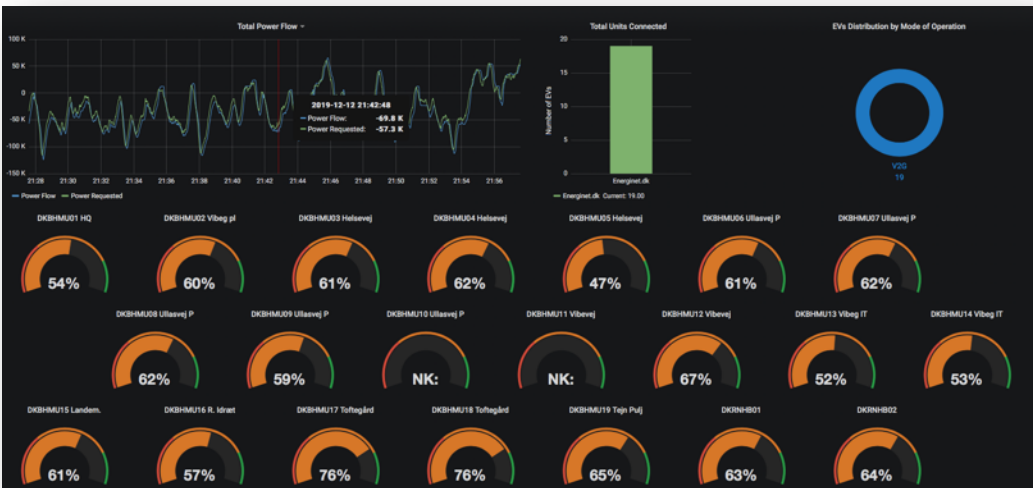 Total Power Flow
Total Units Connected
EVs Distribution by Mode of Operation
100 K
50 K
0
-50 K
-100 K
-150 K
2019-12-12 21:42:48
Power Flow: -69.8 K
Power Requested: -57.3 K
21:28 21:30 21:32 21:34 21:36 21:38 21:40 21:42 21:44 21:46 21:48 21:50 21:52 21:54 21:56
Power Flow Power Requested
Number of EVs
20
15
10
5
0
Energinet.dk
Energinet.dk Current: 19.00
V2G
19
DKBHMU01 HQ DKBHMU02 Vibeg pl DKBHMU03 Helsevej DKBHMU04 Helsevej DKBHMU05 Helsevej DKBHMU06 Ullasvej P DKBHMU07 Ullasvej P
54% 60% 61% 62% 47% 61% 62%
DKBHMU08 Ullasvej P DKBHMU09 Ullasvej P DKBHMU10 Ullasvej P DKBHMU11 Vibevej DKBHMU12 Vibevej DKBHMU13 Vibeg IT DKBHMU14 Vibeg IT
62% 59% NK: NK: 67% 52% 53%
DKBHMU15 Landem. DKBHMU16 R. Idræt DKBHMU17 Toftegård DKBHMU18 Toftegård DKBHMU19 Tejn Pulj DKRNHB01 DKRNHB02
61% 57% 76% 76% 65% 63% 64%